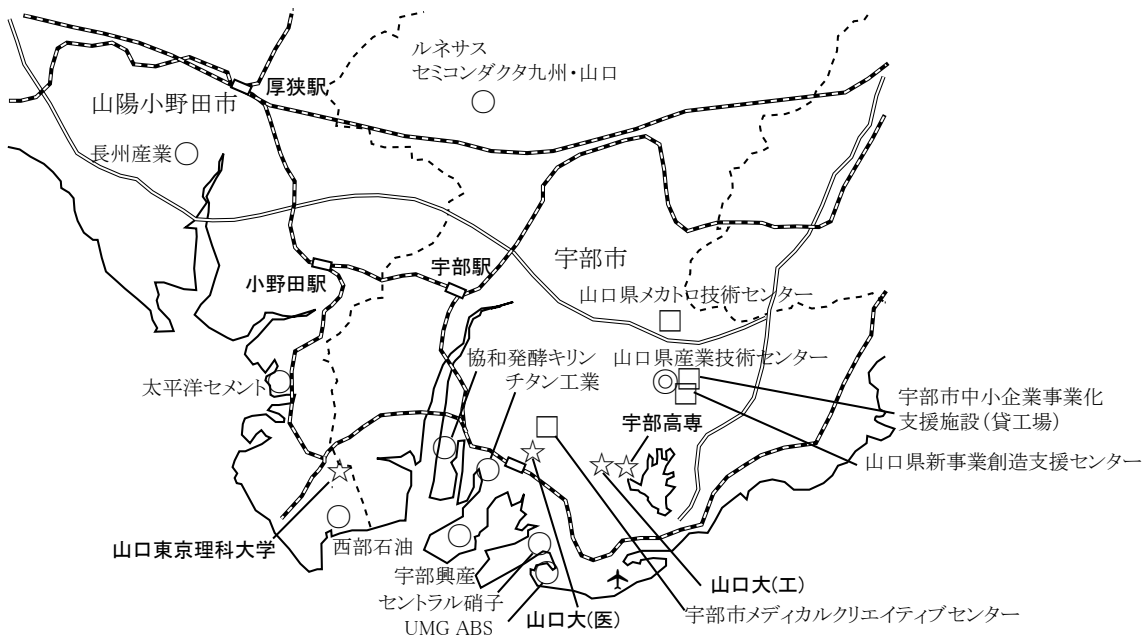 ルネサス
セミコンダクタ九州・山口
厚狭駅
山陽小野田市
長州産業
小野田駅
宇部駅
宇部市
山口県メカトロ技術センター
協和発酵キリン
チタン工業
山口県産業技術センター
太平洋セメント
宇部市中小企業事業化
支援施設(貸工場)
宇部高専
山口県新事業創造支援センター
山口東京理科大学
西部石油
宇部興産
セントラル硝子
UMG ABS
山口大(医)
山口大(工)
宇部市メディカルクリエイティブセンター